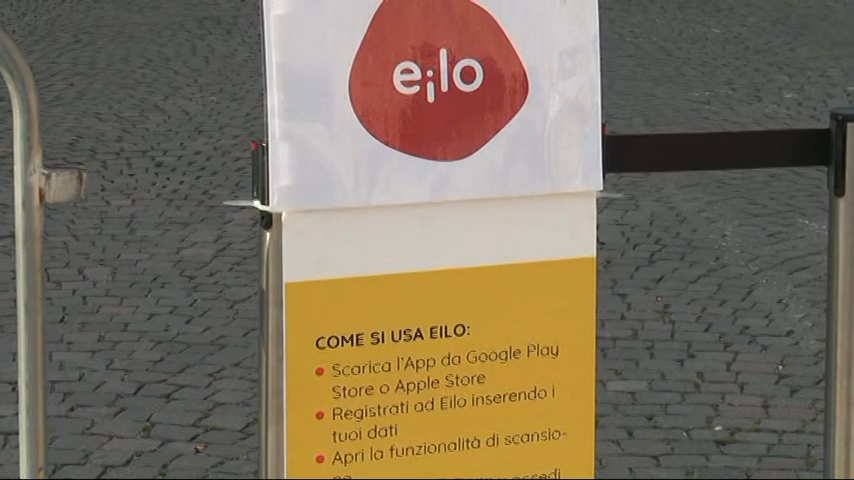 eilo
COME SI USA EILO:
Scarica l'App da Google Play
Store o Apple Store
Registrati ad Eilo inserendo i
tuoi dati
Apri la funzionalità di scansio-